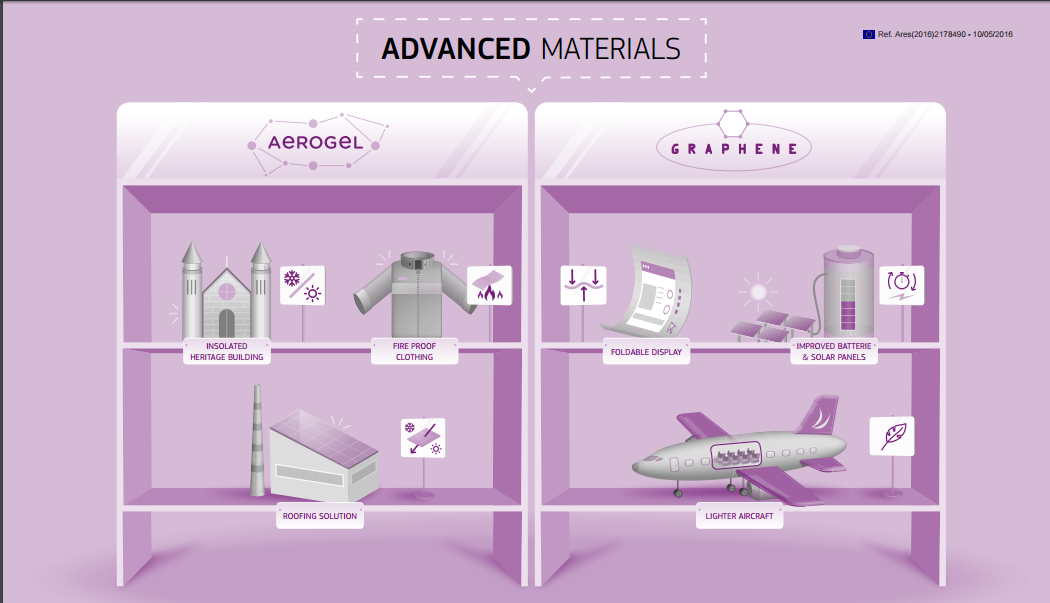 ADVANCED MATERIALS
Ref. Ares(2016)2178490 - 10/05/2016
AEROGEL
GRAPHENE
INSOLATED
HERITAGE BUILDING
FIRE PROOF
CLOTHING
FOLDABLE DISPLAY
IMPROVED BATTERIE
& SOLAR PANELS
ROOFING SOLUTION
LIGHTER AIRCRAFT